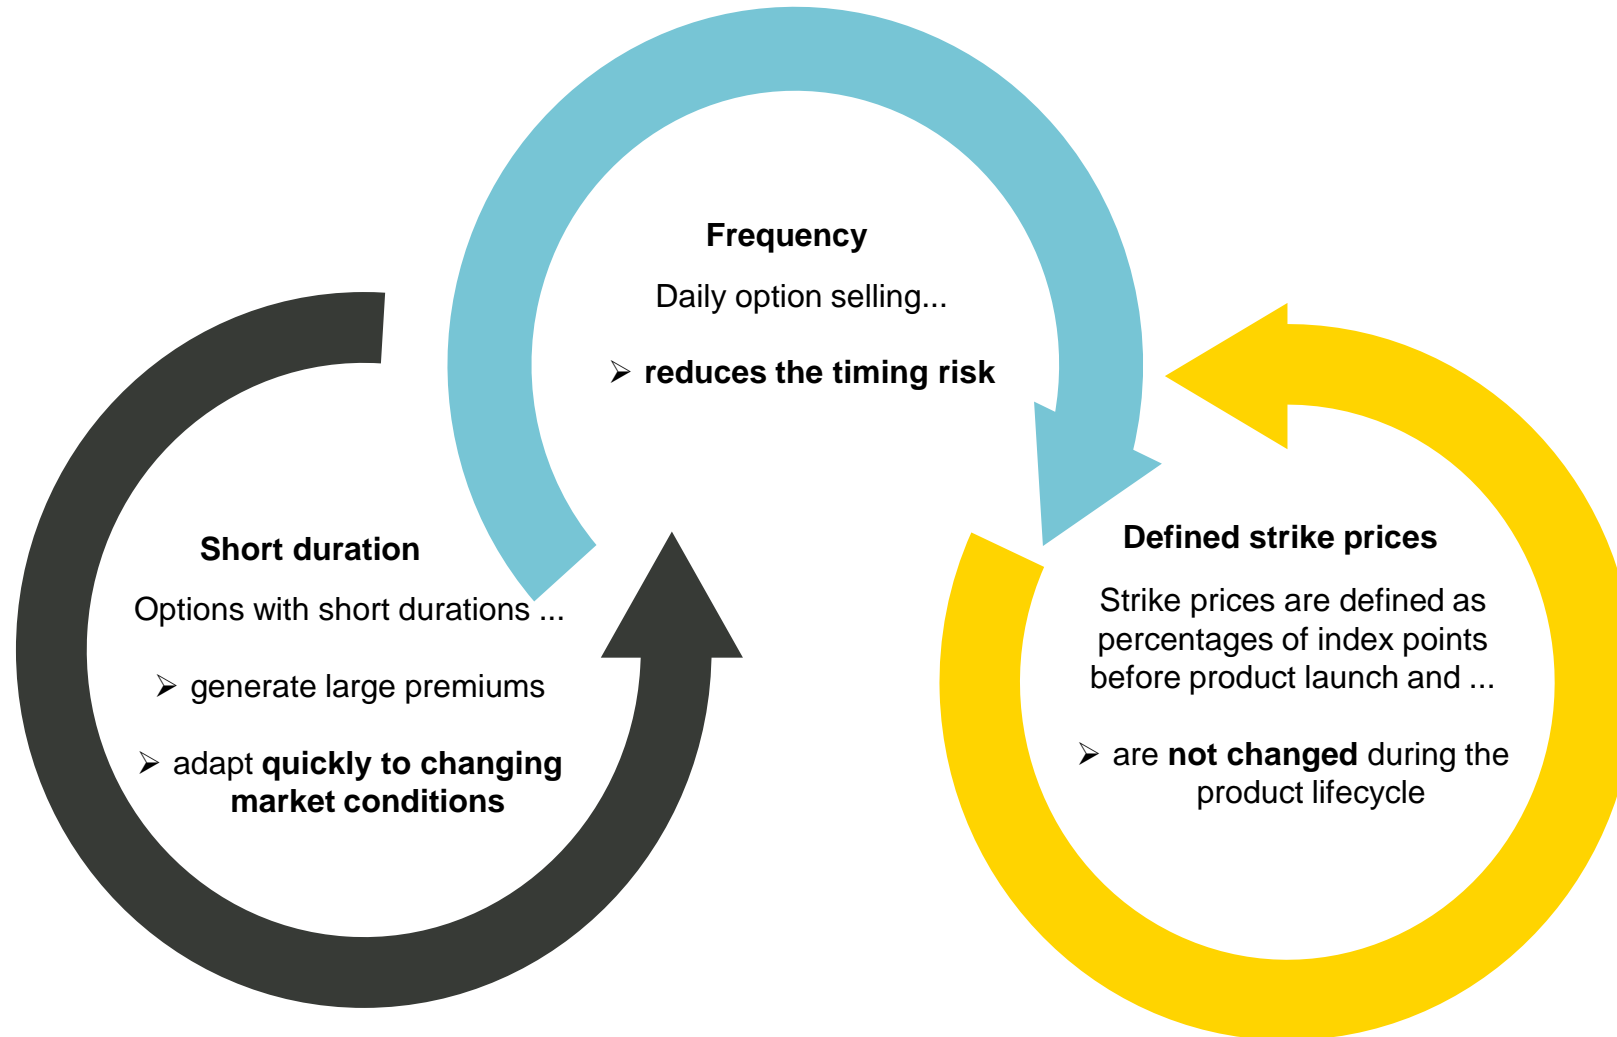 Short duration
Options with short durations ...
➢ generate large premiums
➢ adapt quickly to changing
market conditions
Frequency
Daily option selling...
➢ reduces the timing risk
Defined strike prices
Strike prices are defined as
percentages of index points
before product launch and ...
➢ are not changed during the
product lifecycle